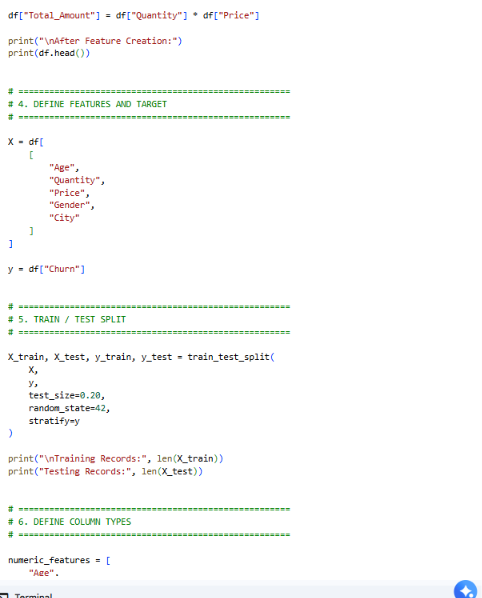 df["Total_Amount"] = df["Quantity"] * df["Price"]
print("\nAfter Feature Creation:")
print(df.head())
# ====================================================
# 4. DEFINE FEATURES AND TARGET
# ====================================================
X = df[
[
"Age",
"Quantity",
"Price",
"Gender",
"City"
]
]
y = df["Churn"]
# ====================================================
# 5. TRAIN / TEST SPLIT
# ====================================================
X_train, X_test, y_train, y_test = train_test_split(
X,
y,
test_size=0.20,
random_state=42,
stratify=y
)
print("\nTraining Records:", len(X_train))
print("Testing Records:", len(X_test))
# ====================================================
# 6. DEFINE COLUMN TYPES
# ====================================================
numeric_features = [
"Age",
Terminal